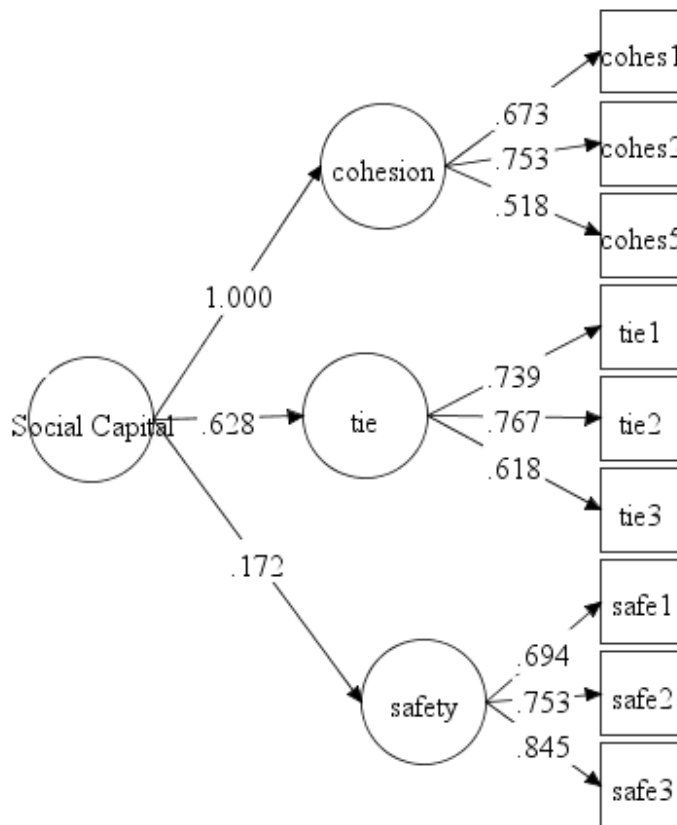 cohes1
.673
cohesion
.753
cohes2
.518
cohes5
1.000
tie1
.739
Social Capital
.628
tie
.767
tie2
.618
tie3
.172
safe1
.694
safety
.753
safe2
.845
safe3